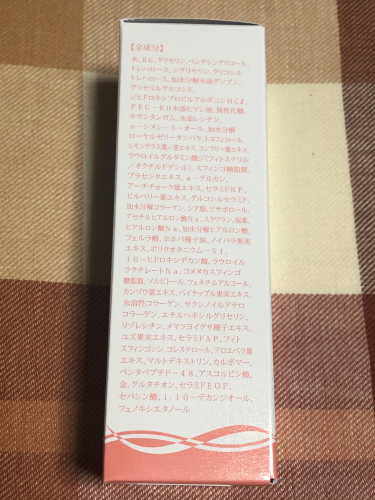 【全成分】
水、BG、グリセリン、ペンチレングリコール、
トレハロース、ジグリセリン、グリコシル
トレハロース、加水分解水添デンプン、
グリセリルグルコシド、
ジヒドロキシプロピルアルギニンHCl、
PEG-60水添ヒマシ油、異性化糖、
キサンタンガム、水添レシチン、
o-シメン-5-オール、加水分解
ローヤルゼリータンパク、トコフェロール、
レモングラス葉/茎エキス、コンフリー葉エキス、
ラウロイルグルタミン酸ジ(フィトステリル
/オクチルドデシル)、スフィンゴ糖脂質、
プラセンタエキス、α-グルカン、
アーチチョーク葉エキス、セラミドNP、
ビルベリー葉エキス、グルコシルセラミド、
加水分解コラーゲン、シア脂、ビサボロール、
アセチルヒアルロン酸Na、スクワラン、尿素、
ヒアルロン酸Na、加水分解ヒアルロン酸、
フェルラ酸、ホホバ種子油、ノイバラ果実
エキス、ポリクオタニウム-51、
10-ヒドロキシデカン酸、ラウロイル
ラクチレートNa、コメヌカスフィンゴ
糖脂質、ソルビトール、フェネチルアルコール、
カンゾウ葉エキス、パイナップル果実エキス、
水溶性コラーゲン、サクシノイルアテロ
コラーゲン、エチルヘキシルグリセリン、
リゾレシチン、メマツヨイグサ種子エキス、
ユズ果実エキス、セラミドAP、フィト
スフィンゴシン、コレステロール、アロエベラ葉
エキス、マルトデキストリン、カルボマー、
ペンタペプチド-48、アスコルビン酸、
金、グルタチオン、セラミドEOP、
セバシン酸、1,10-デカンジオール、
フェノキシエタノール